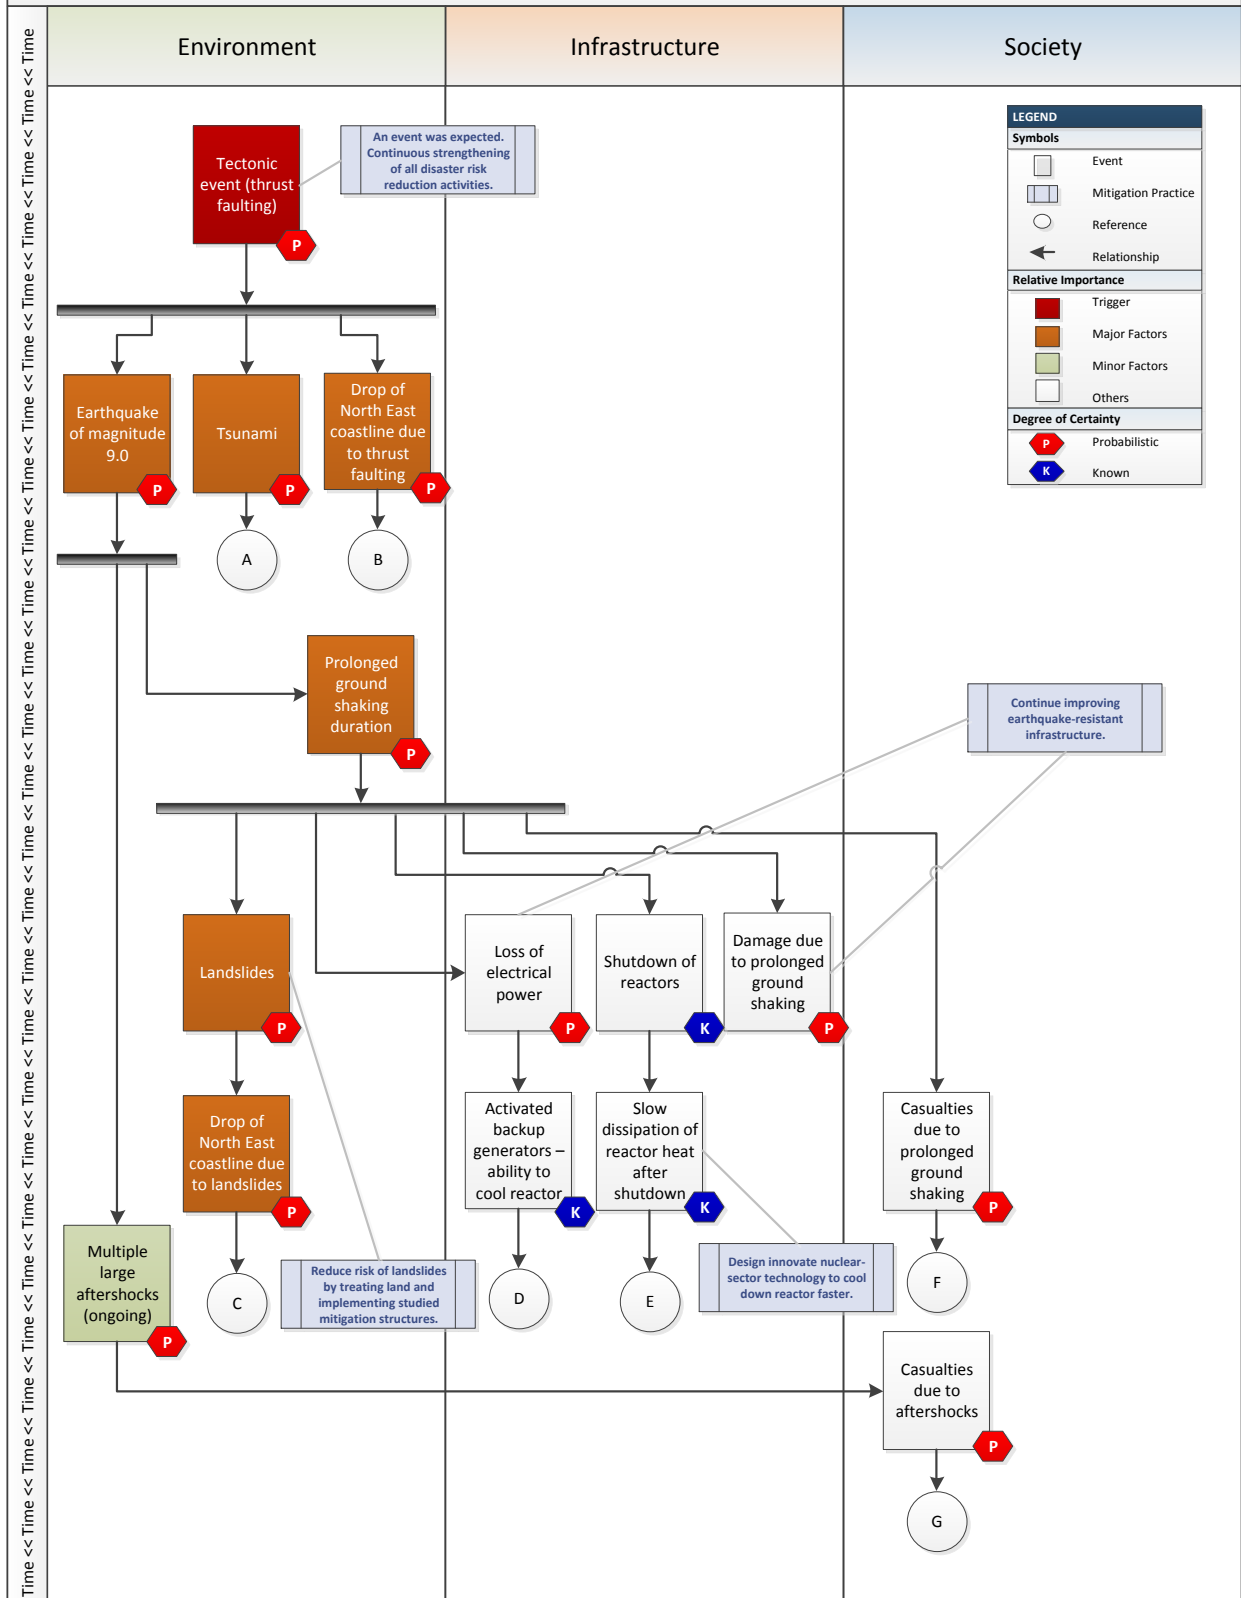 Environment
Infrastructure
Society
Time << Time << Time << Time << Time << Time << Time << Time << Time << Time << Time << Time << Time << Time << Time << Time << Time << Time << Time << Time
LEGEND
Symbols
Event
Mitigation Practice
Reference
Relationship
Relative Importance
Trigger
Major Factors
Minor Factors
Others
Degree of Certainty
P
Probabilistic
K
Known
Tectonic
event (thrust
faulting)
P
An event was expected.
Continuous strengthening
of all disaster risk
reduction activities.
Earthquake
of magnitude
9.0
P
Tsunami
P
Drop of
North East
coastline due
to thrust
faulting
P
A
B
Prolonged
ground
shaking
duration
P
Continue improving
earthquake-resistant
infrastructure.
Landslides
P
Loss of
electrical
power
P
Shutdown of
reactors
K
Damage due
to prolonged
ground
shaking
P
Drop of
North East
coastline due
to landslides
P
Activated
backup
generators –
ability to
cool reactor
K
Slow
dissipation of
reactor heat
after
shutdown
K
Casualties
due to
prolonged
ground
shaking
P
Multiple
large
aftershocks
(ongoing)
P
C
Reduce risk of landslides
by treating land and
implementing studied
mitigation structures.
D
E
Design innovate nuclear-
sector technology to cool
down reactor faster.
F
Casualties
due to
aftershocks
P
G